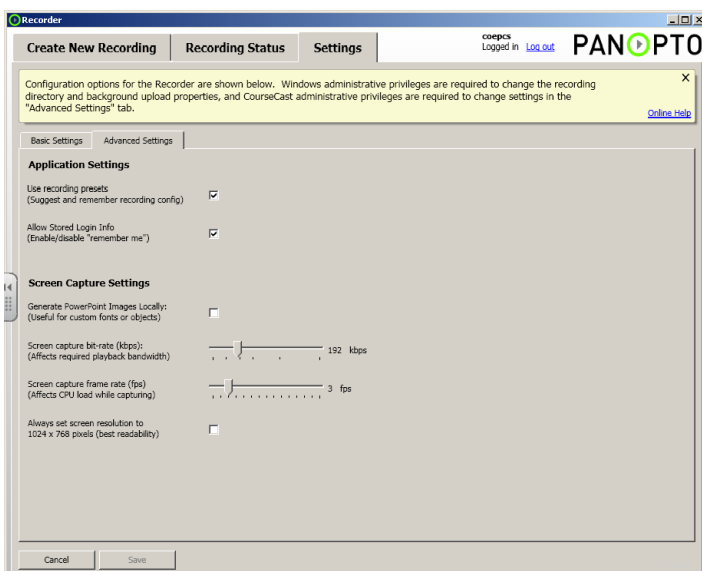 Recorder
Create New Recording
Recording Status
Settings
coepcs
Logged in Log out
PANOPTO
Configuration options for the Recorder are shown below. Windows administrative privileges are required to change the recording
directory and background upload properties, and CourseCast administrative privileges are required to change settings in the
"Advanced Settings" tab.
X
Online Help
Basic Settings
Advanced Settings
Application Settings
Use recording presets
(Suggest and remember recording config)
Allow Stored Login Info
(Enable/disable "remember me")
Screen Capture Settings
Generate PowerPoint Images Locally:
(Useful for custom fonts or objects)
Screen capture bit-rate (kbps):
(Affects required playback bandwidth)
192 kbps
Screen capture frame rate (fps)
(Affects CPU load while capturing)
3 fps
Always set screen resolution to
1024 x 768 pixels (best readability)
Cancel
Save